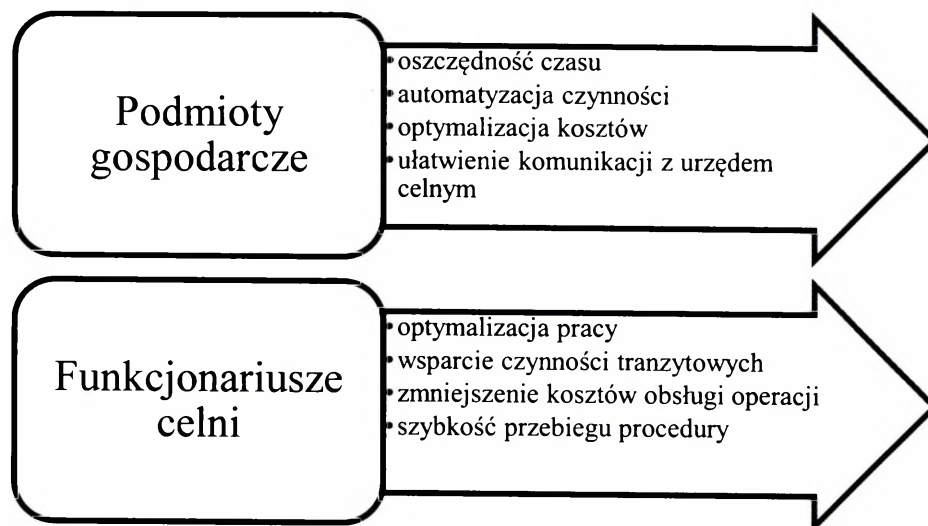 Podmioty
gospodarcze
• oszczędność czasu
• automatyzacja czynności
• optymalizacja kosztów
• ułatwienie komunikacji z urzędem
celnym
Funkcjonariusze
celni
• optymalizacja pracy
• wsparcie czynności tranzytowych
• zmniejszenie kosztów obsługi operacji
• szybkość przebiegu procedury